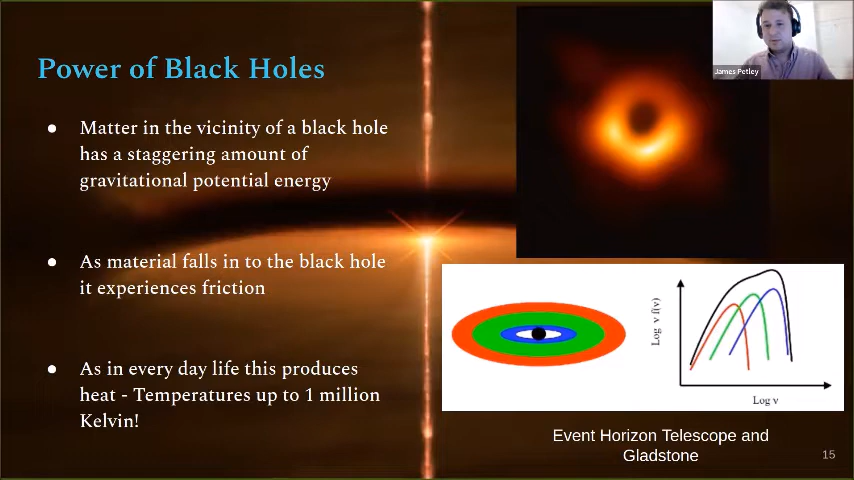 Power of Black Holes
● Matter in the vicinity of a black hole
has a staggering amount of
gravitational potential energy
● As material falls in to the black hole
it experiences friction
● As in every day life this produces
heat - Temperatures up to 1 million
Kelvin!
James Petley
Log ν f(ν)
Log ν
Event Horizon Telescope and
Gladstone
15